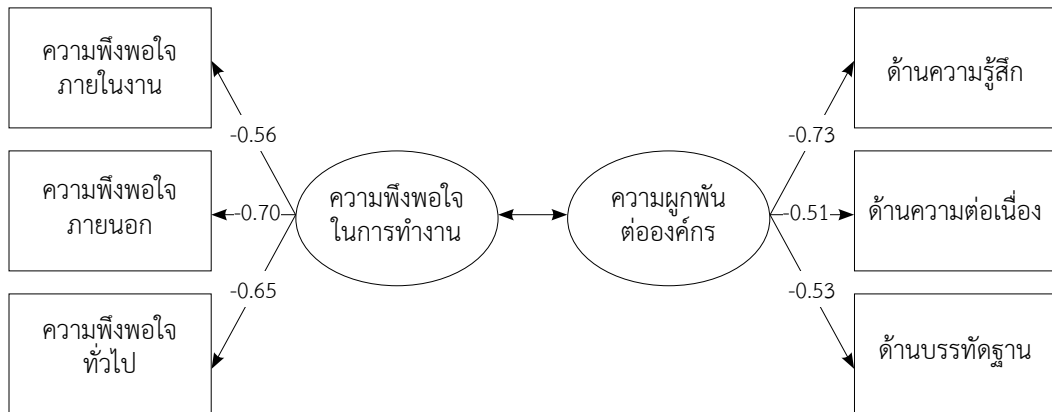 ความพึงพอใจ
ภายในงาน
-0.56
ความพึงพอใจ
ภายนอก
-0.70
ความพึงพอใจ
ทั่วไป
-0.65
ความพึงพอใจ
ในการทำงาน
ความผูกพัน
ต่อองค์กร
-0.73
ด้านความรู้สึก
-0.51
ด้านความต่อเนื่อง
-0.53
ด้านบรรทัดฐาน